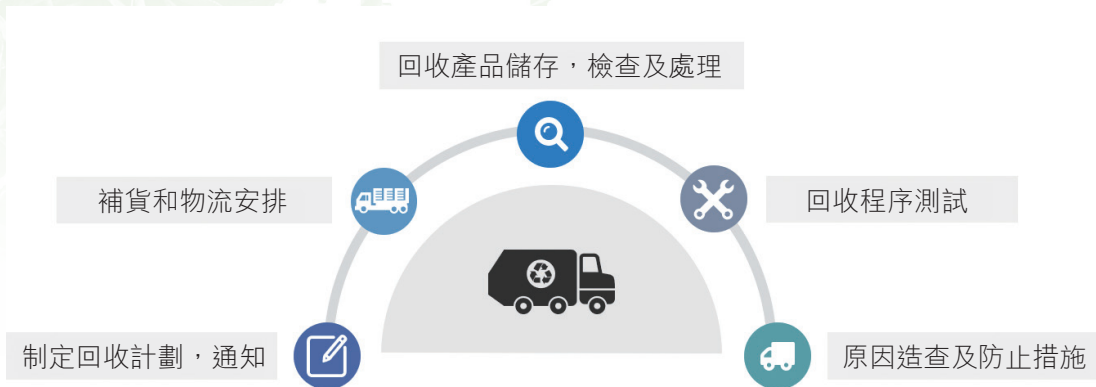 回收產品儲存，檢查及處理
補貨和物流安排
回收程序測試
制定回收計劃，通知
原因造查及防止措施